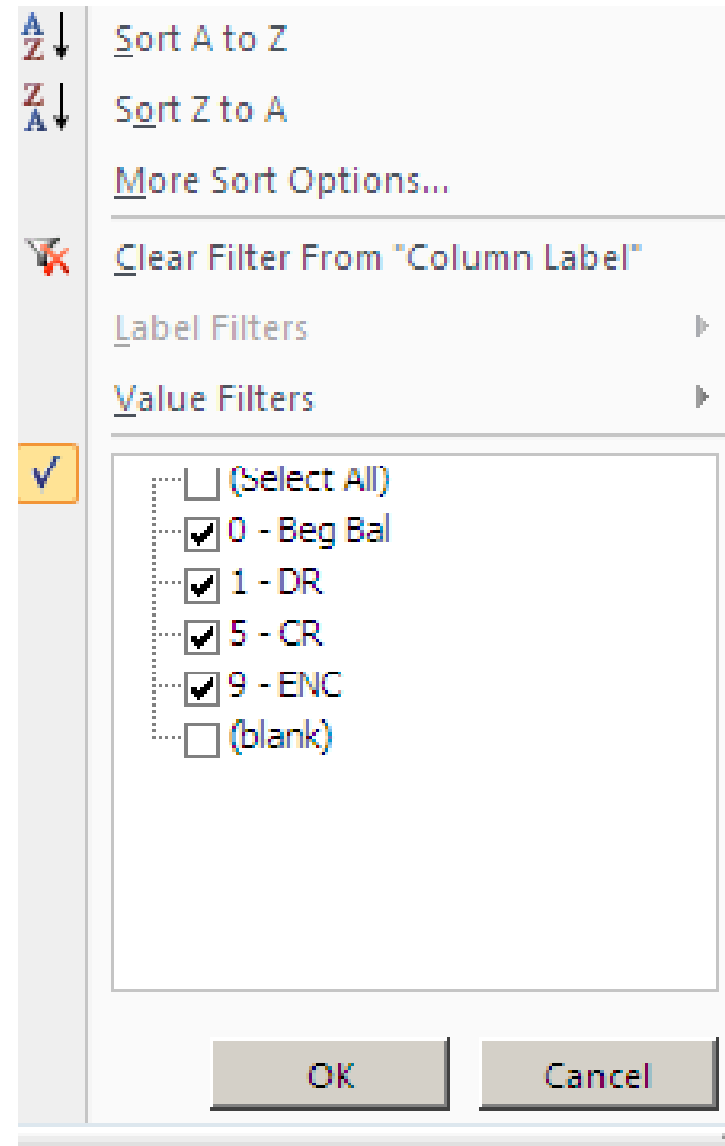 Sort A to Z
Sort Z to A
More Sort Options...
Clear Filter From "Column Label"
Label Filters
Value Filters
(Select All)
0 - Beg Bal
1 - DR
5 - CR
9 - ENC
(blank)
OK Cancel